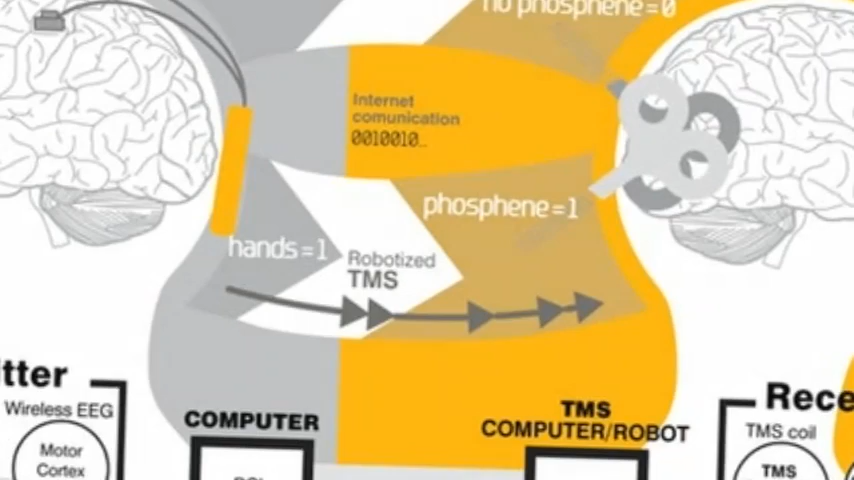 no phosphene=0
Internet
comunication
0010010..
phosphene=1
hands=1
Robotized
TMS
itter
Wireless EEG
Motor
Cortex
COMPUTER
BCI
TMS
COMPUTER/ROBOT
Rece
TMS coil
TMS